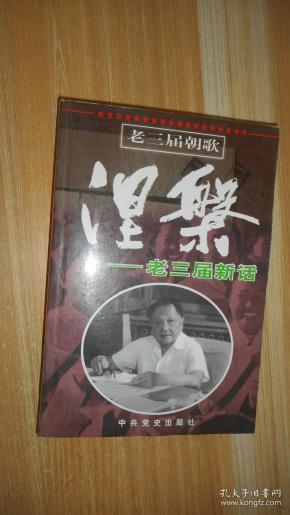 老三届朝歌
涅槃
——老三届新话
中共党史出版社
孔夫子旧书网